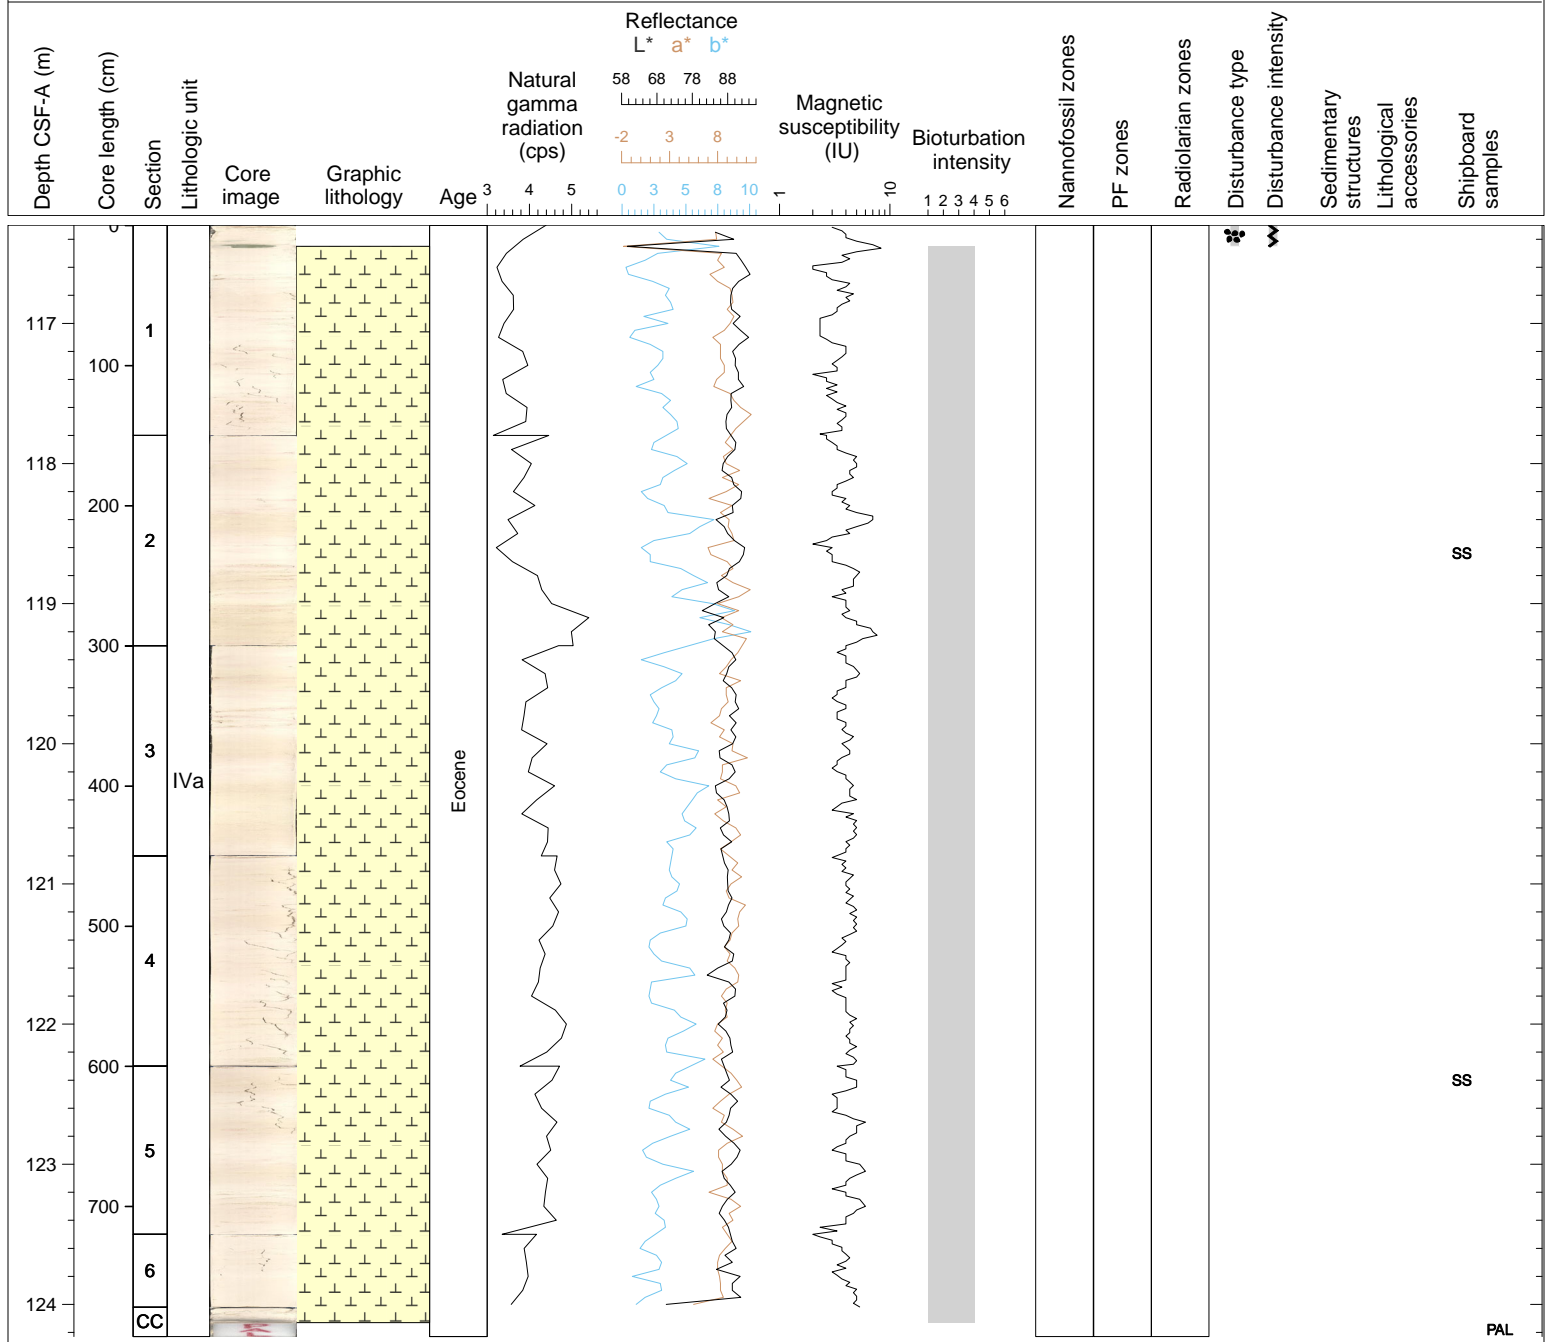 Depth CSF-A (m)
Core length (cm)
Section
Lithologic unit
Core
image
Graphic
lithology
Age
Natural
gamma
radiation
(cps)
3 4 5
Reflectance
L* a* b*
58 68 78 88
-2 3 8
0 3 5 8 10
Magnetic
susceptibility
(IU)
1 10
Bioturbation
intensity
1 2 3 4 5 6
Nannofossil zones
PF zones
Radiolarian zones
Disturbance type
Disturbance intensity
Sedimentary
structures
Lithological
accessories
Shipboard
samples
0
117
1
100
118
200
2
SS
119
300
120
3
IVa
400
Eocene
121
500
4
122
600
SS
5
123
700
6
124
CC
PAL